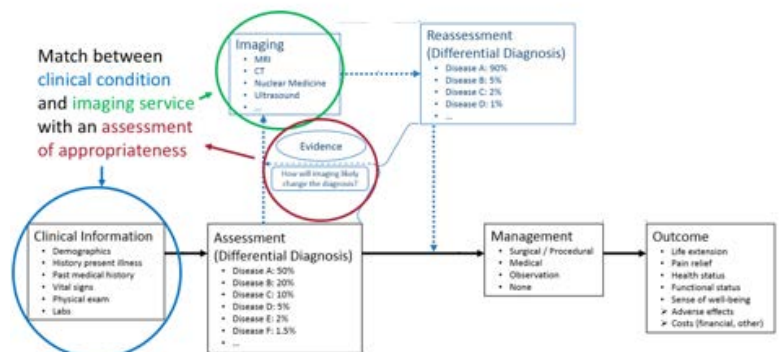 Match between
clinical condition
and imaging service
with an assessment
of appropriateness
Imaging
• MRI
• CT
• Nuclear Medicine
• Ultrasound
• ...
Reassessment
(Differential Diagnosis)
• Disease A: 90%
• Disease B: 5%
• Disease C: 2%
• Disease D: 1%
• ...
Evidence
How will imaging likely
change the diagnosis?
Clinical Information
• Demographics
• History present illness
• Past medical history
• Vital signs
• Physical exam
• Labs
Assessment
(Differential Diagnosis)
• Disease A: 50%
• Disease B: 20%
• Disease C: 10%
• Disease D: 5%
• Disease E: 2%
• Disease F: 1.5%
• ...
Management
• Surgical / Procedural
• Medical
• Observation
• None
Outcome
• Life extension
• Pain relief
• Health status
• Functional status
• Sense of well-being
➢ Adverse effects
➢ Costs (financial, other)